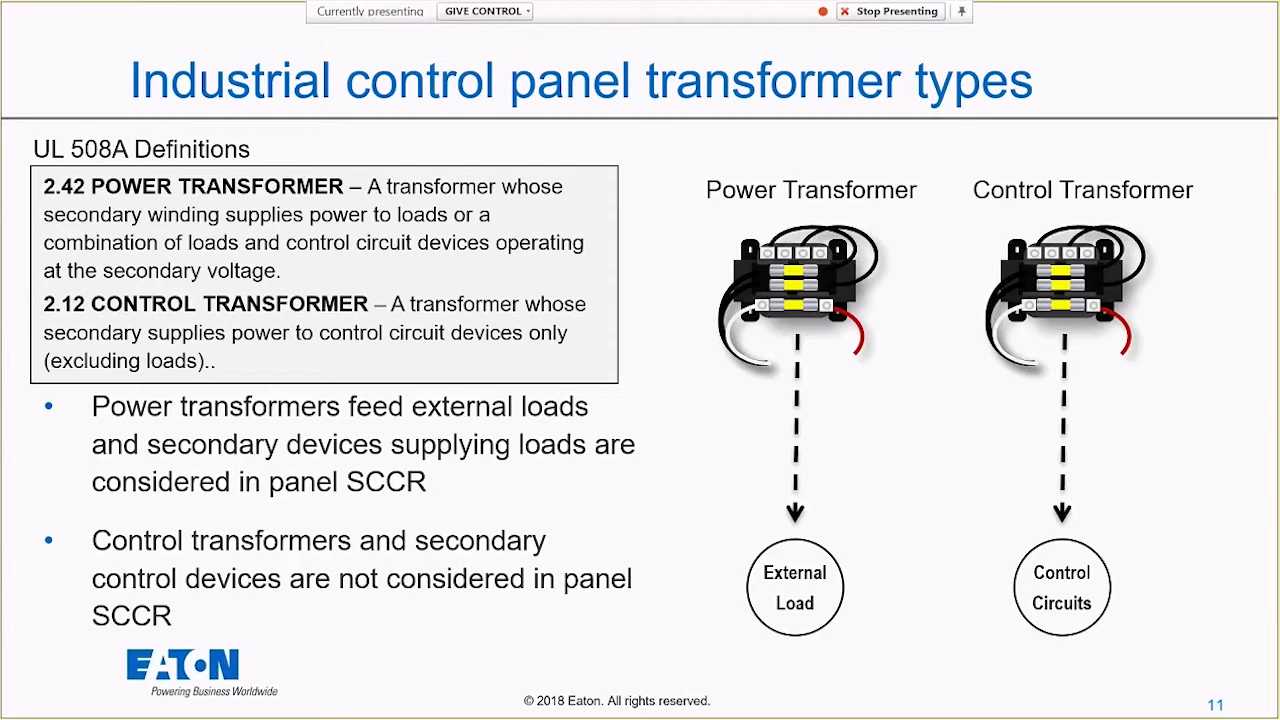 Currently presenting GIVE CONTROL Stop Presenting
Industrial control panel transformer types
UL 508A Definitions
2.42 POWER TRANSFORMER – A transformer whose
secondary winding supplies power to loads or a
combination of loads and control circuit devices operating
at the secondary voltage.
2.12 CONTROL TRANSFORMER – A transformer whose
secondary supplies power to control circuit devices only
(excluding loads)..
• Power transformers feed external loads
and secondary devices supplying loads are
considered in panel SCCR
• Control transformers and secondary
control devices are not considered in panel
SCCR
Power Transformer
External
Load
Control Transformer
Control
Circuits
EATON
Powering Business Worldwide
© 2018 Eaton. All rights reserved.
11